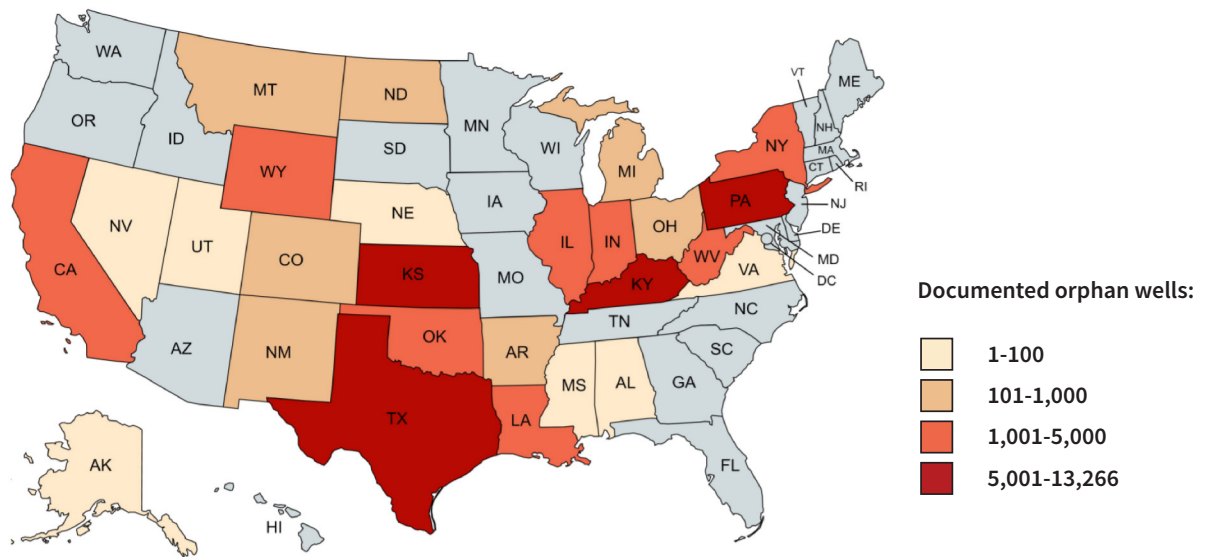 WA
MT
ND
MN
VT
ME
OR
ID
SD
WI
MI
NY
NH
MA
CT
RI
WY
IA
PA
NJ
NV
UT
NE
IL
IN
OH
DE
MD
DC
CA
CO
KS
MO
WV
VA
KY
AZ
NM
OK
AR
TN
NC
SC
TX
LA
MS
AL
GA
FL
AK
HI
Documented orphan wells:
1-100
101-1,000
1,001-5,000
5,001-13,266